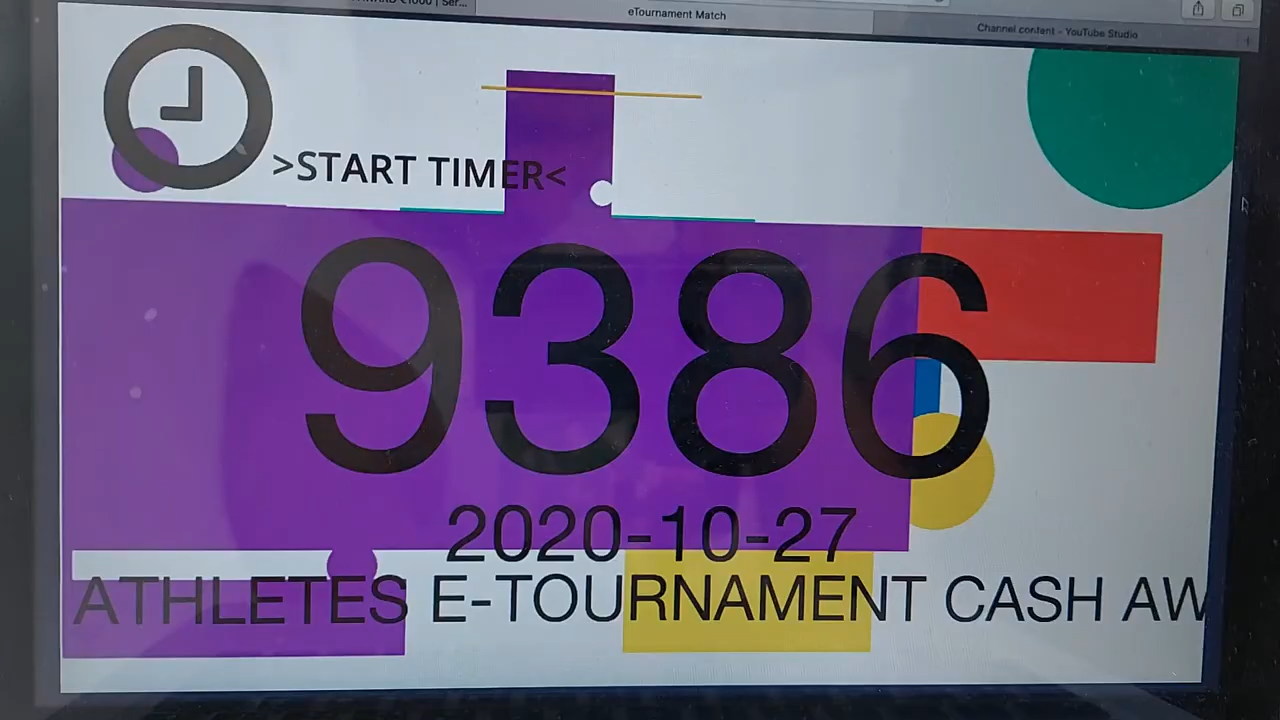 eTournament Match
Channel content - YouTube Studio
>START TIMER<
9386
2020-10-27
ATHLETES E-TOURNAMENT CASH AW